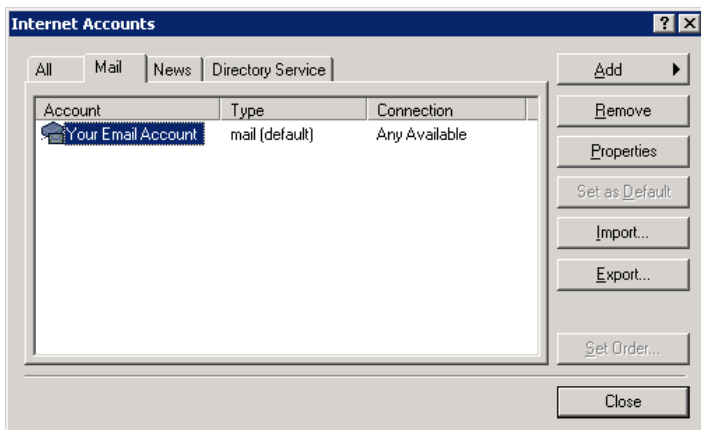 Internet Accounts
All Mail News Directory Service
Account Type Connection
Your Email Account mail (default) Any Available
Add
Remove
Properties
Set as Default
Import...
Export...
Set Order...
Close